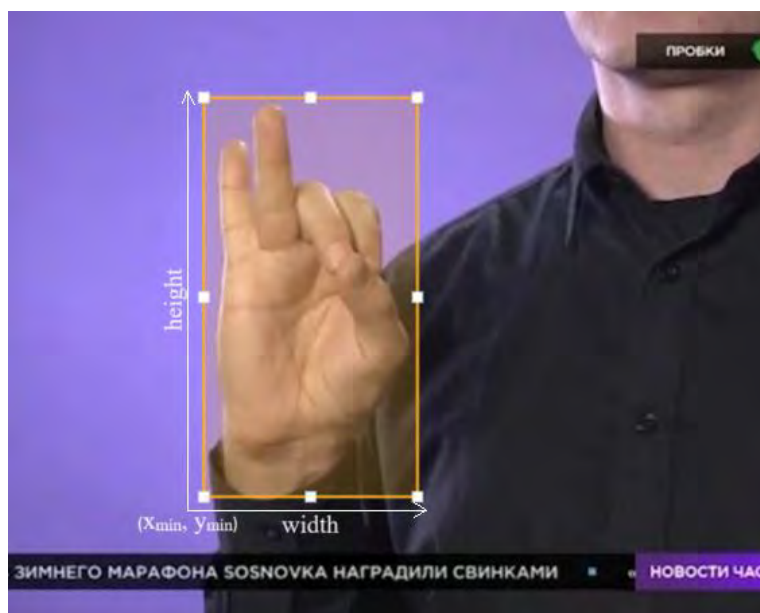 ПРОБКИ
height
(xmin, ymin) width
ЗИМНЕГО МАРАФОНА SOSNOVKA НАГРАДИЛИ СВИНКАМИ
НОВОСТИ ЧАС